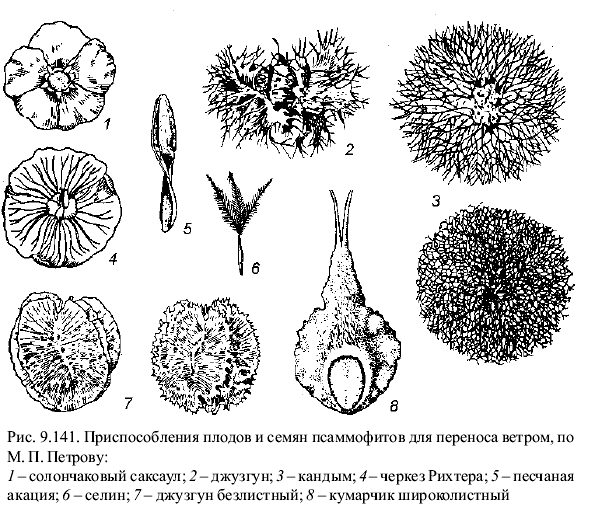 1
2
3
4
5
6
7
8
Рис. 9.141. Приспособления плодов и семян псаммофитов для переноса ветром, по
М. П. Петрову:
1 – солончаковый саксаул; 2 – джузгун; 3 – кандым; 4 – черкез Рихтера; 5 – песчаная
акация; 6 – селин; 7 – джузгун безлистный; 8 – кумарчик широколистный